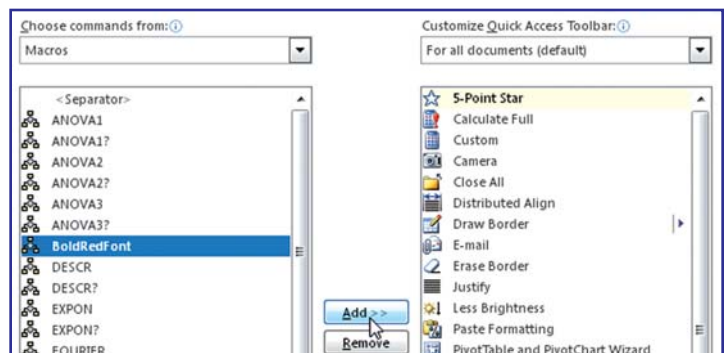 Choose commands from:
Macros
<Separator>
ANOVA1
ANOVA1?
ANOVA2
ANOVA2?
ANOVA3
ANOVA3?
BoldRedFont
DESCR
DESCR?
EXPON
EXPON?
FOURIER
Add >>
Remove
Customize Quick Access Toolbar:
For all documents (default)
5-Point Star
Calculate Full
Custom
Camera
Close All
Distributed Align
Draw Border
E-mail
Erase Border
Justify
Less Brightness
Paste Formatting
PivotTable and PivotChart Wizard